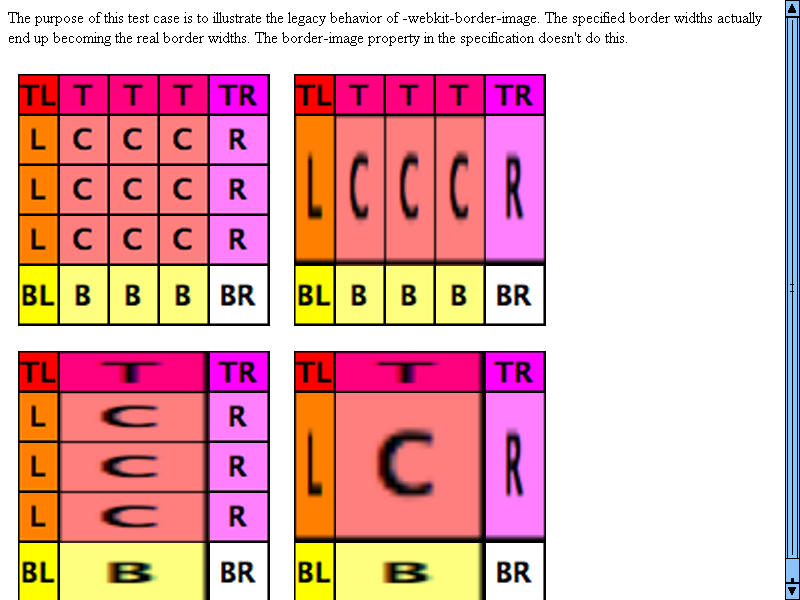 The purpose of this test case is to illustrate the legacy behavior of -webkit-border-image. The specified border widths actually
end up becoming the real border widths. The border-image property in the specification doesn't do this.
TL T T T TR TL T T T TR
L C C C R
L C C C R L C C C R
L C C C R
BL B B B BR BL B B B BR
TL T TR TL T TR
L C R
L C R L C R
L C R
BL B BR BL B BR